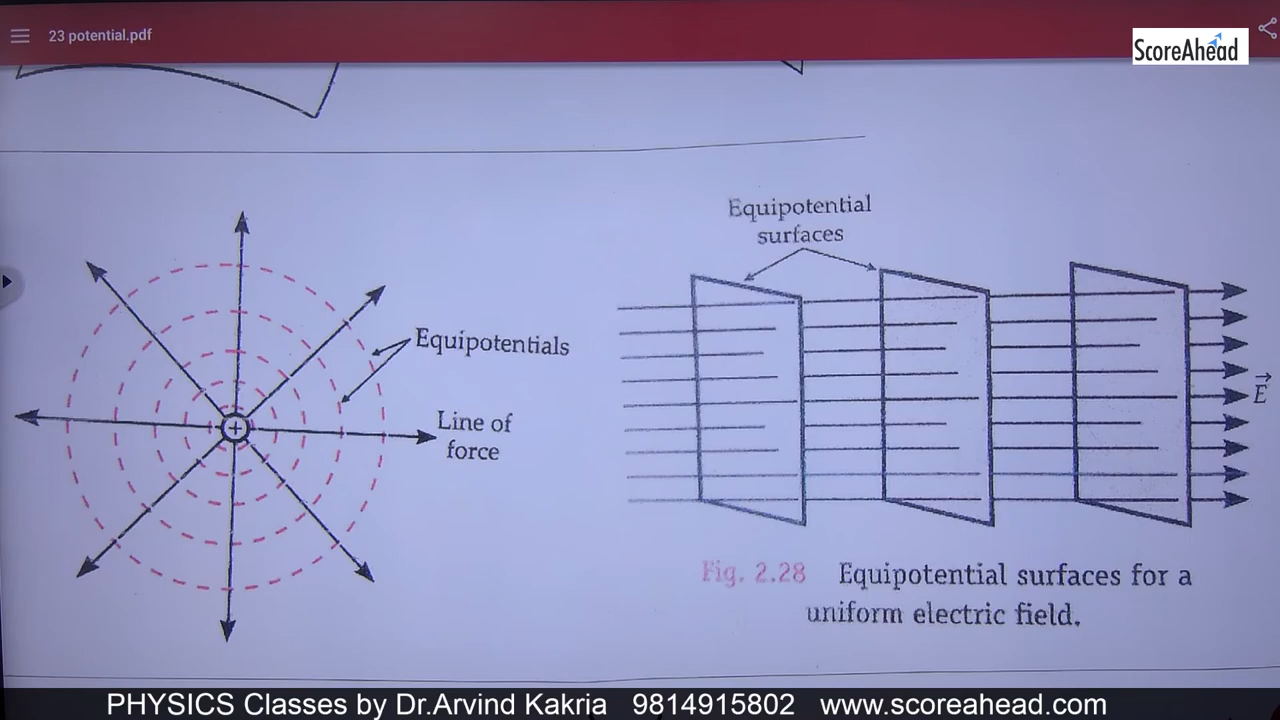 23 potential.pdf
ScoreAhead
Equipotential
surfaces
Equipotentials
Line of
force
+
E
Fig. 2.28 Equipotential surfaces for a
uniform electric field.
PHYSICS Classes by Dr.Arvind Kakria 9814915802 www.scoreahead.com